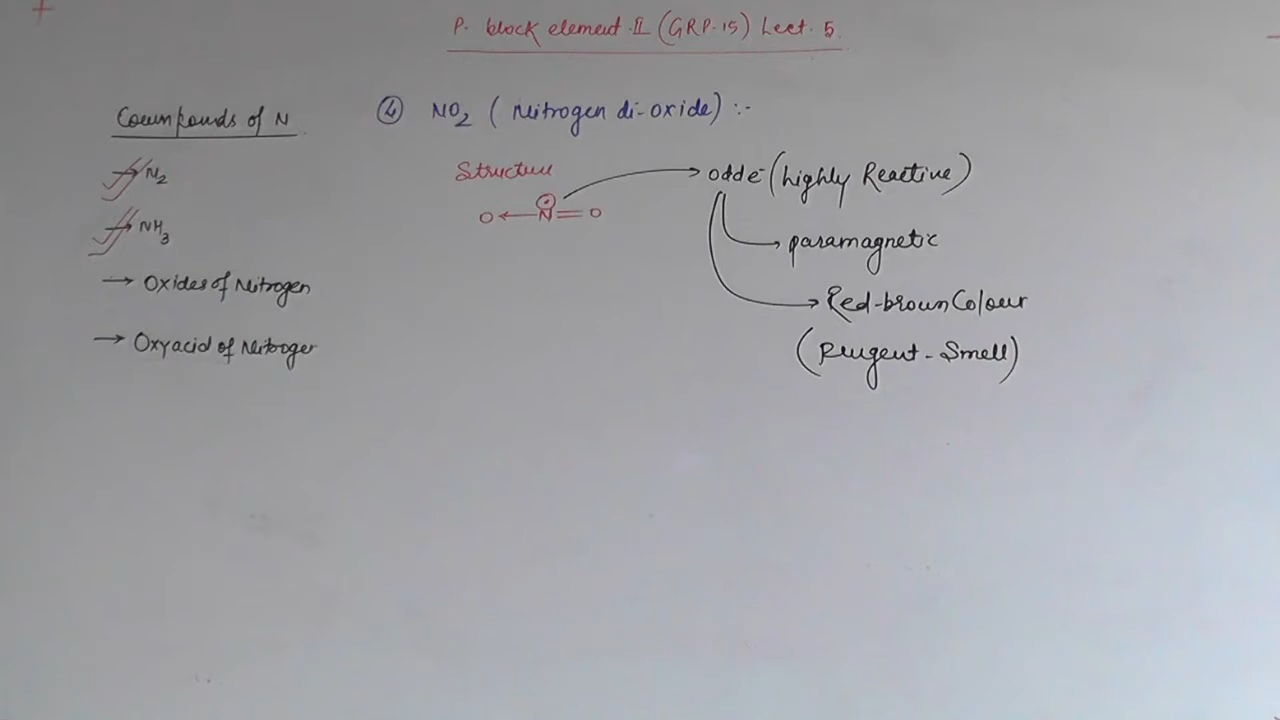 P. block element-II (GRP.15) Lect. 5
Compounds of N
N2
NH3
→ Oxides of Nitrogen
→ Oxyacid of Nitrogen
④ NO2 (Nitrogen di-oxide) :-
Structure
O ← N = O
odd e- (highly Reactive)
paramagnetic
Red-brown Colour
(Pungent-Smell)